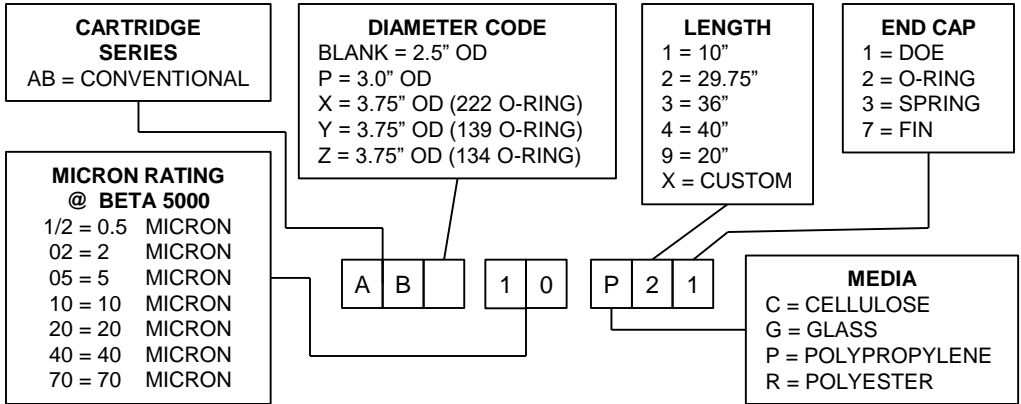 CARTRIDGE
SERIES
AB = CONVENTIONAL
DIAMETER CODE
BLANK = 2.5” OD
P = 3.0” OD
X = 3.75” OD (222 O-RING)
Y = 3.75” OD (139 O-RING)
Z = 3.75” OD (134 O-RING)
LENGTH
1 = 10”
2 = 29.75”
3 = 36”
4 = 40”
9 = 20”
X = CUSTOM
END CAP
1 = DOE
2 = O-RING
3 = SPRING
7 = FIN
MICRON RATING
@ BETA 5000
1/2 = 0.5 MICRON
02 = 2 MICRON
05 = 5 MICRON
10 = 10 MICRON
20 = 20 MICRON
40 = 40 MICRON
70 = 70 MICRON
A B 1 0 P 2 1
MEDIA
C = CELLULOSE
G = GLASS
P = POLYPROPYLENE
R = POLYESTER